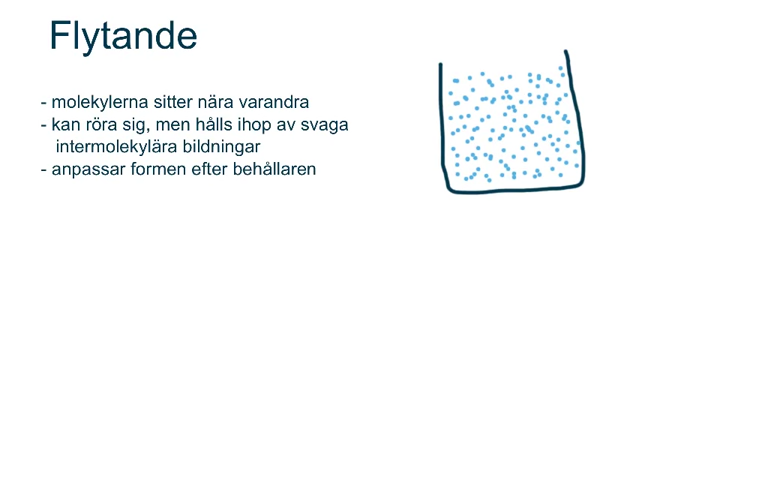 Flytande
- molekylerna sitter nära varandra
- kan röra sig, men hålls ihop av svaga
intermolekylära bildningar
- anpassar formen efter behållaren